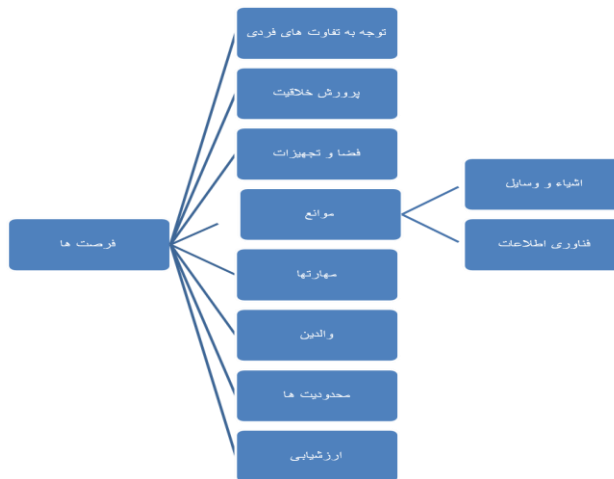 توجه به تفاوت های فردی
پرورش خلاقیت
فضا و تجهیزات
اشیاء و وسایل
موانع
فرصت ها
فناوری اطلاعات
مهارتها
والدین
محدودیت ها
ارزشیابی